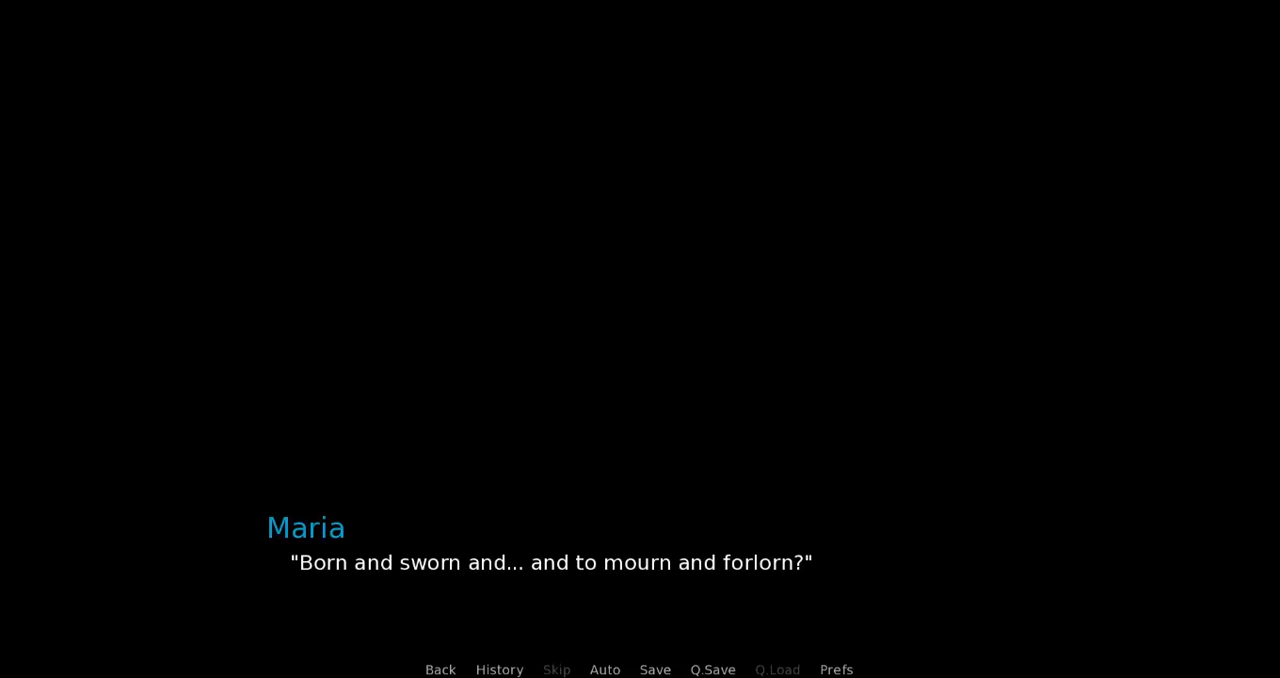 Maria
"Born and sworn and... and to mourn and forlorn?"
Back History Skip Auto Save Q.Save Q.Load Prefs